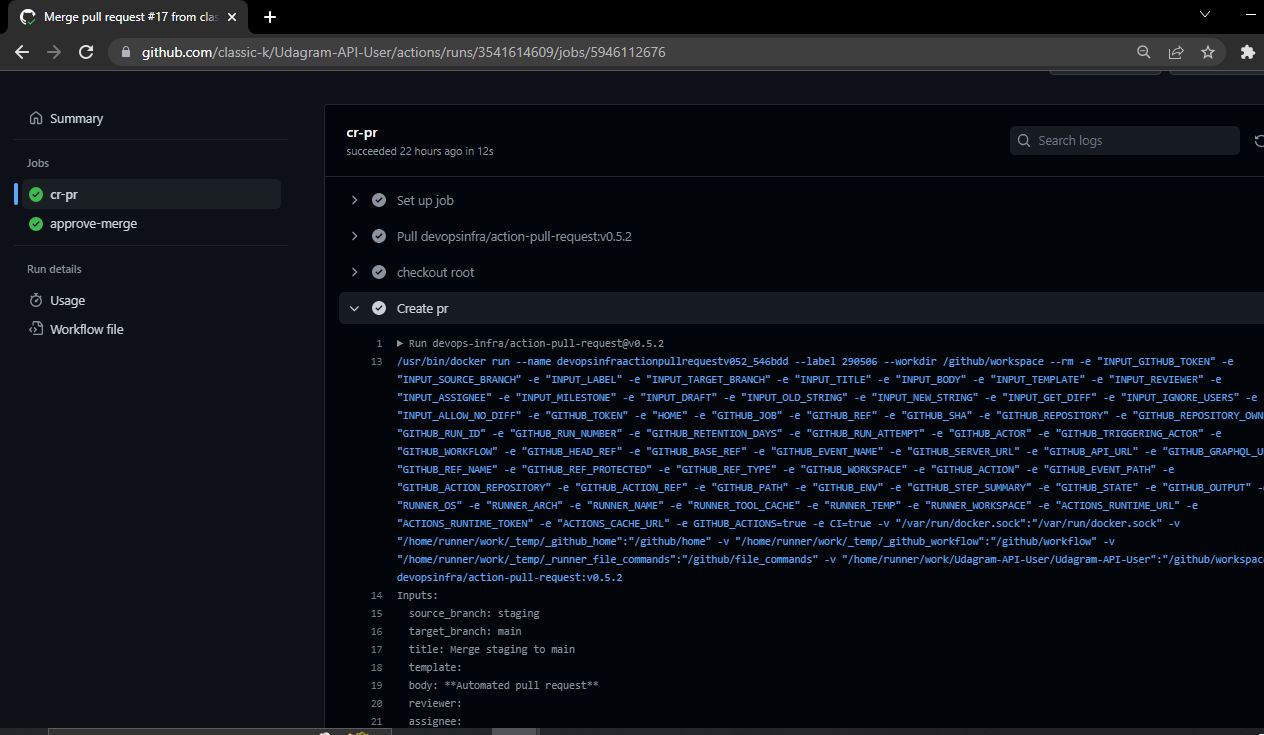 Merge pull request #17 from clas
github.com/classic-k/Udagram-API-User/actions/runs/3541614609/jobs/5946112676
Summary
Jobs
cr-pr
approve-merge
Run details
Usage
Workflow file
cr-pr
succeeded 22 hours ago in 12s
Search logs
Set up job
Pull devopsinfra/action-pull-request:v0.5.2
checkout root
Create pr
1 ▶ Run devops-infra/action-pull-request@v0.5.2
13 /usr/bin/docker run --name devopsinfraactionpullrequestv052_546bdd --label 290506 --workdir /github/workspace --rm -e "INPUT_GITHUB_TOKEN" -e
"INPUT_SOURCE_BRANCH" -e "INPUT_LABEL" -e "INPUT_TARGET_BRANCH" -e "INPUT_TITLE" -e "INPUT_BODY" -e "INPUT_TEMPLATE" -e "INPUT_REVIEWER" -e
"INPUT_ASSIGNEE" -e "INPUT_MILESTONE" -e "INPUT_DRAFT" -e "INPUT_OLD_STRING" -e "INPUT_NEW_STRING" -e "INPUT_GET_DIFF" -e "INPUT_IGNORE_USERS" -e
"INPUT_ALLOW_NO_DIFF" -e "GITHUB_TOKEN" -e "HOME" -e "GITHUB_JOB" -e "GITHUB_REF" -e "GITHUB_SHA" -e "GITHUB_REPOSITORY" -e "GITHUB_REPOSITORY_OWN
"GITHUB_RUN_ID" -e "GITHUB_RUN_NUMBER" -e "GITHUB_RETENTION_DAYS" -e "GITHUB_RUN_ATTEMPT" -e "GITHUB_ACTOR" -e "GITHUB_TRIGGERING_ACTOR" -e
"GITHUB_WORKFLOW" -e "GITHUB_HEAD_REF" -e "GITHUB_BASE_REF" -e "GITHUB_EVENT_NAME" -e "GITHUB_SERVER_URL" -e "GITHUB_API_URL" -e "GITHUB_GRAPHQL_U
"GITHUB_REF_NAME" -e "GITHUB_REF_PROTECTED" -e "GITHUB_REF_TYPE" -e "GITHUB_WORKSPACE" -e "GITHUB_ACTION" -e "GITHUB_EVENT_PATH" -e
"GITHUB_ACTION_REPOSITORY" -e "GITHUB_ACTION_REF" -e "GITHUB_PATH" -e "GITHUB_ENV" -e "GITHUB_STEP_SUMMARY" -e "GITHUB_STATE" -e "GITHUB_OUTPUT" -e
"RUNNER_OS" -e "RUNNER_ARCH" -e "RUNNER_NAME" -e "RUNNER_TOOL_CACHE" -e "RUNNER_TEMP" -e "RUNNER_WORKSPACE" -e "ACTIONS_RUNTIME_URL" -e
"ACTIONS_RUNTIME_TOKEN" -e "ACTIONS_CACHE_URL" -e GITHUB_ACTIONS=true -e CI=true -v "/var/run/docker.sock":"/var/run/docker.sock" -v
"/home/runner/work/_temp/_github_home":"/github/home" -v "/home/runner/work/_temp/_github_workflow":"/github/workflow" -v
"/home/runner/work/_temp/_runner_file_commands":"/github/file_commands" -v "/home/runner/work/Udagram-API-User/Udagram-API-User":"/github/workspace
devopsinfra/action-pull-request:v0.5.2
14 Inputs:
15 source_branch: staging
16 target_branch: main
17 title: Merge staging to main
18 template:
19 body: **Automated pull request**
20 reviewer:
21 assignee: